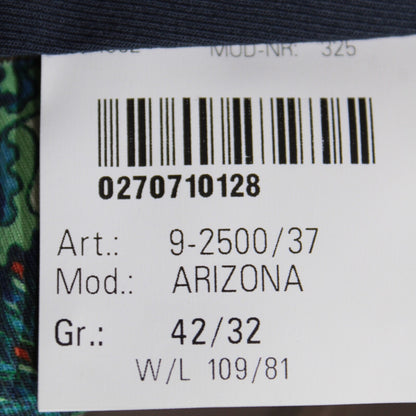 MOD-NR: 325
0270710128
Art.: 9-2500/37
Mod.: ARIZONA
Gr.: 42/32
W/L 109/81